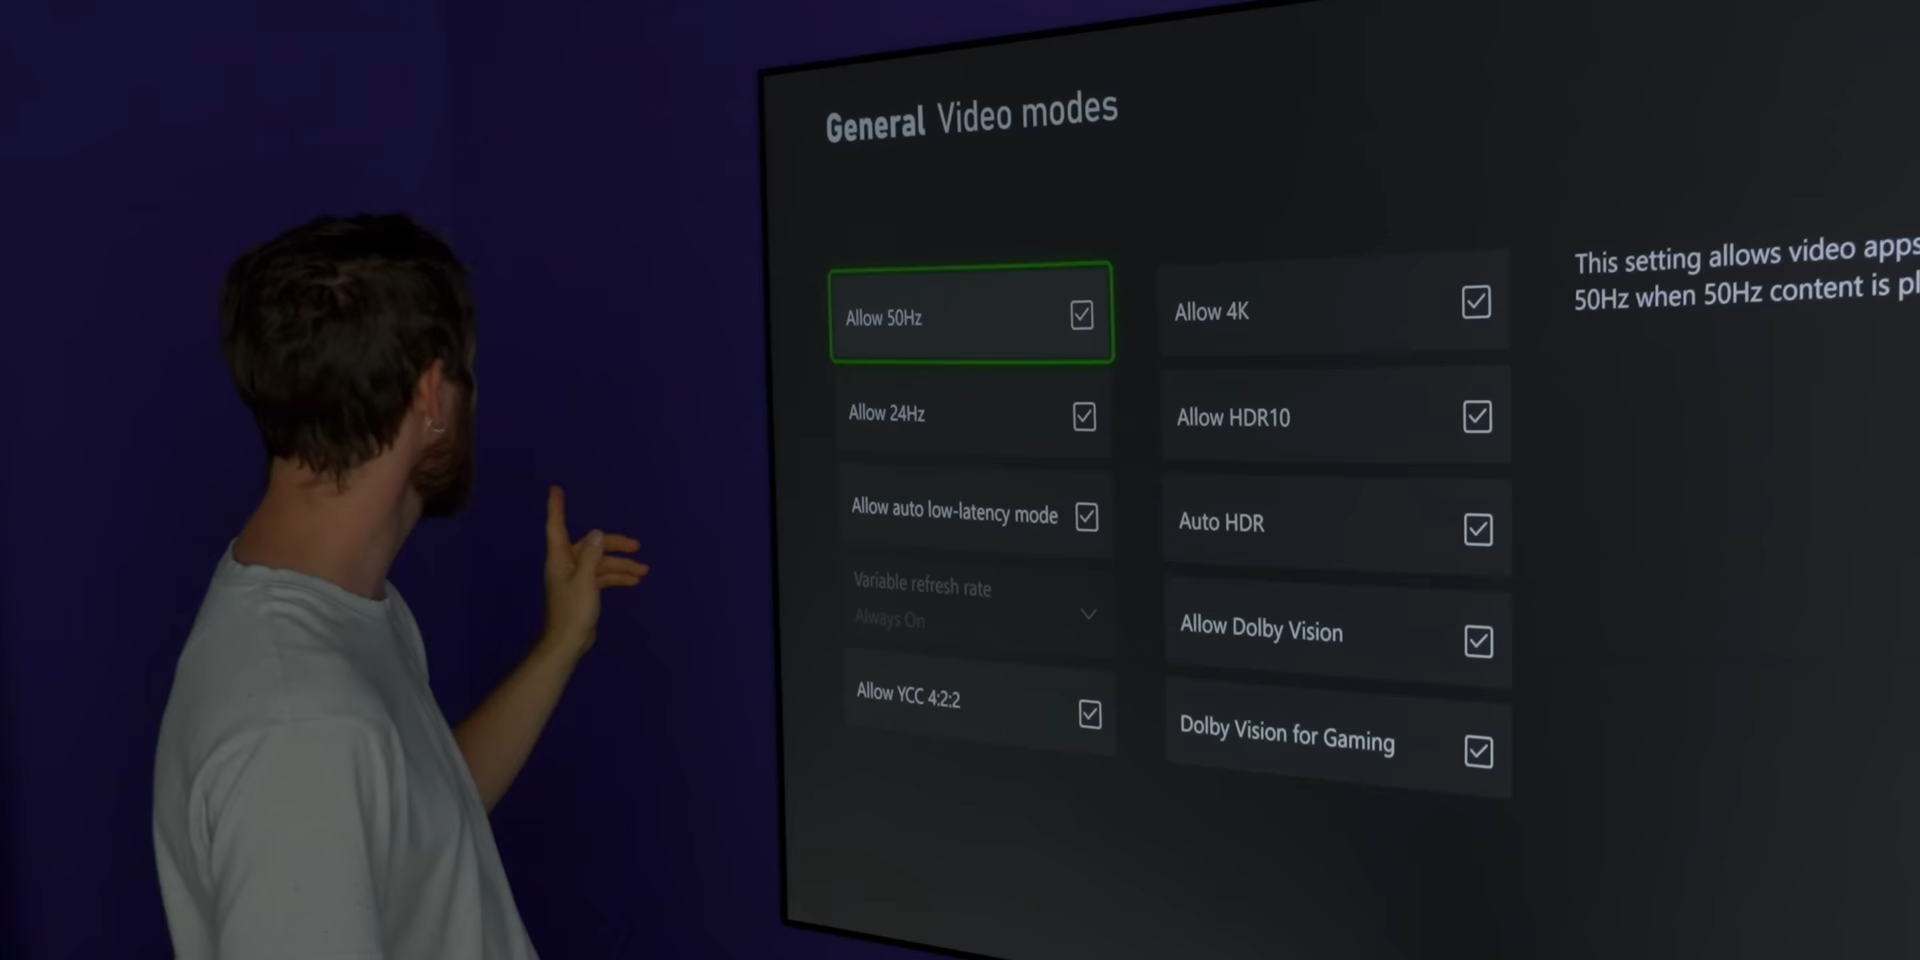 General Video modes
Allow 50Hz
Allow 24Hz
Allow auto low-latency mode
Variable refresh rate
Always On
Allow YCC 4:2:2
Allow 4K
Allow HDR10
Auto HDR
Allow Dolby Vision
Dolby Vision for Gaming
This setting allows video apps
50Hz when 50Hz content is